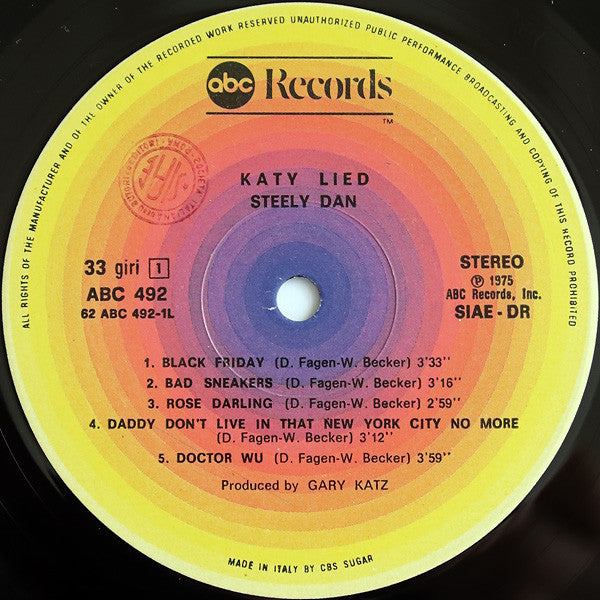 ALL RIGHTS OF THE MANUFACTURER AND OF THE OWNER OF THE RECORDED WORK RESERVED UNAUTHORIZED PUBLIC PERFORMANCE BROADCASTING AND COPYING OF THIS RECORD PROHIBITED
abc Records
TM
KATY LIED
STEELY DAN
33 giri 1
ABC 492
62 ABC 492-1L
STEREO
℗ 1975
ABC Records, Inc.
SIAE - DR
1. BLACK FRIDAY (D. Fagen-W. Becker) 3'33''
2. BAD SNEAKERS (D. Fagen-W. Becker) 3'16''
3. ROSE DARLING (D. Fagen-W. Becker) 2'59''
4. DADDY DON'T LIVE IN THAT NEW YORK CITY NO MORE
(D. Fagen-W. Becker) 3'12''
5. DOCTOR WU (D. Fagen-W. Becker) 3'59''
Produced by GARY KATZ
MADE IN ITALY BY CBS SUGAR